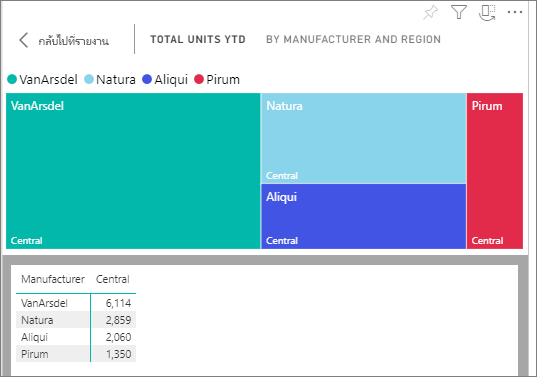 กลับไปที่รายงาน TOTAL UNITS YTD BY MANUFACTURER AND REGION
VanArsdel Natura Aliqui Pirum
VanArsdel Natura Pirum
Central
Aliqui
Central Central Central
Manufacturer Central
VanArsdel 6,114
Natura 2,859
Aliqui 2,060
Pirum 1,350